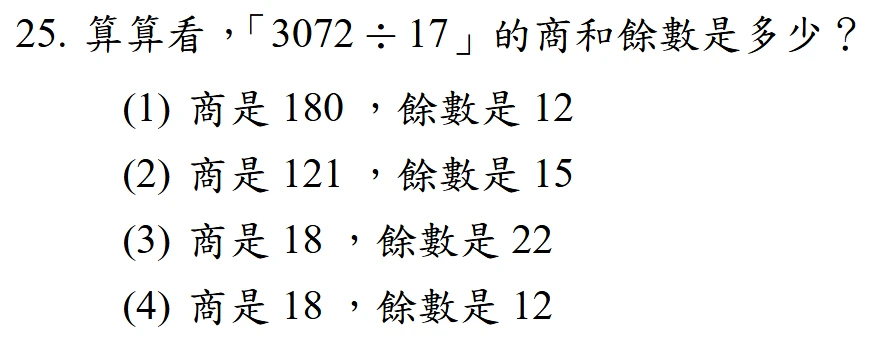 25. 算算看，「3072 ÷ 17」的商和餘數是多少？
(1) 商是 180 ，餘數是 12
(2) 商是 121 ，餘數是 15
(3) 商是 18 ，餘數是 22
(4) 商是 18 ，餘數是 12